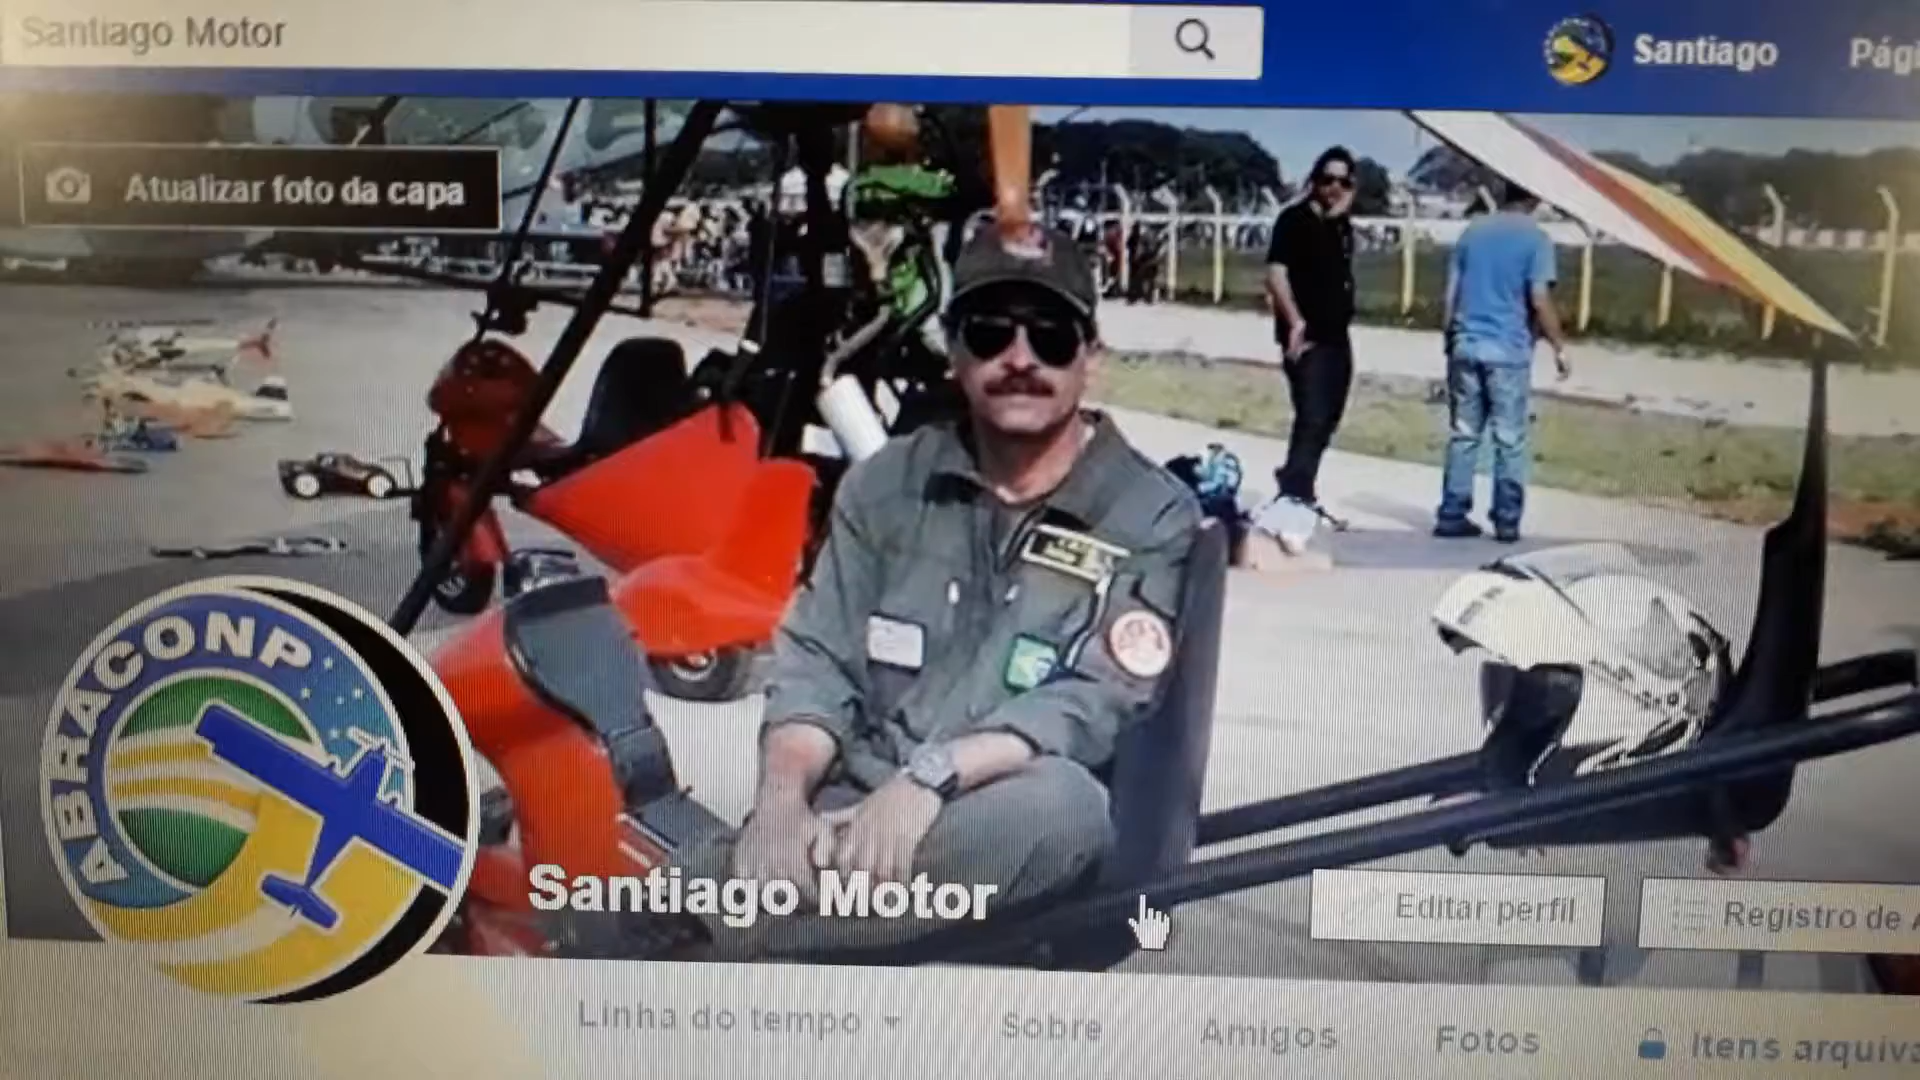 Santiago Motor
Santiago
Pági
Atualizar foto da capa
ABRACONP
Santiago Motor
Editar perfil
Registro de A
Linha do tempo
Sobre
Amigos
Fotos
Itens arquiva